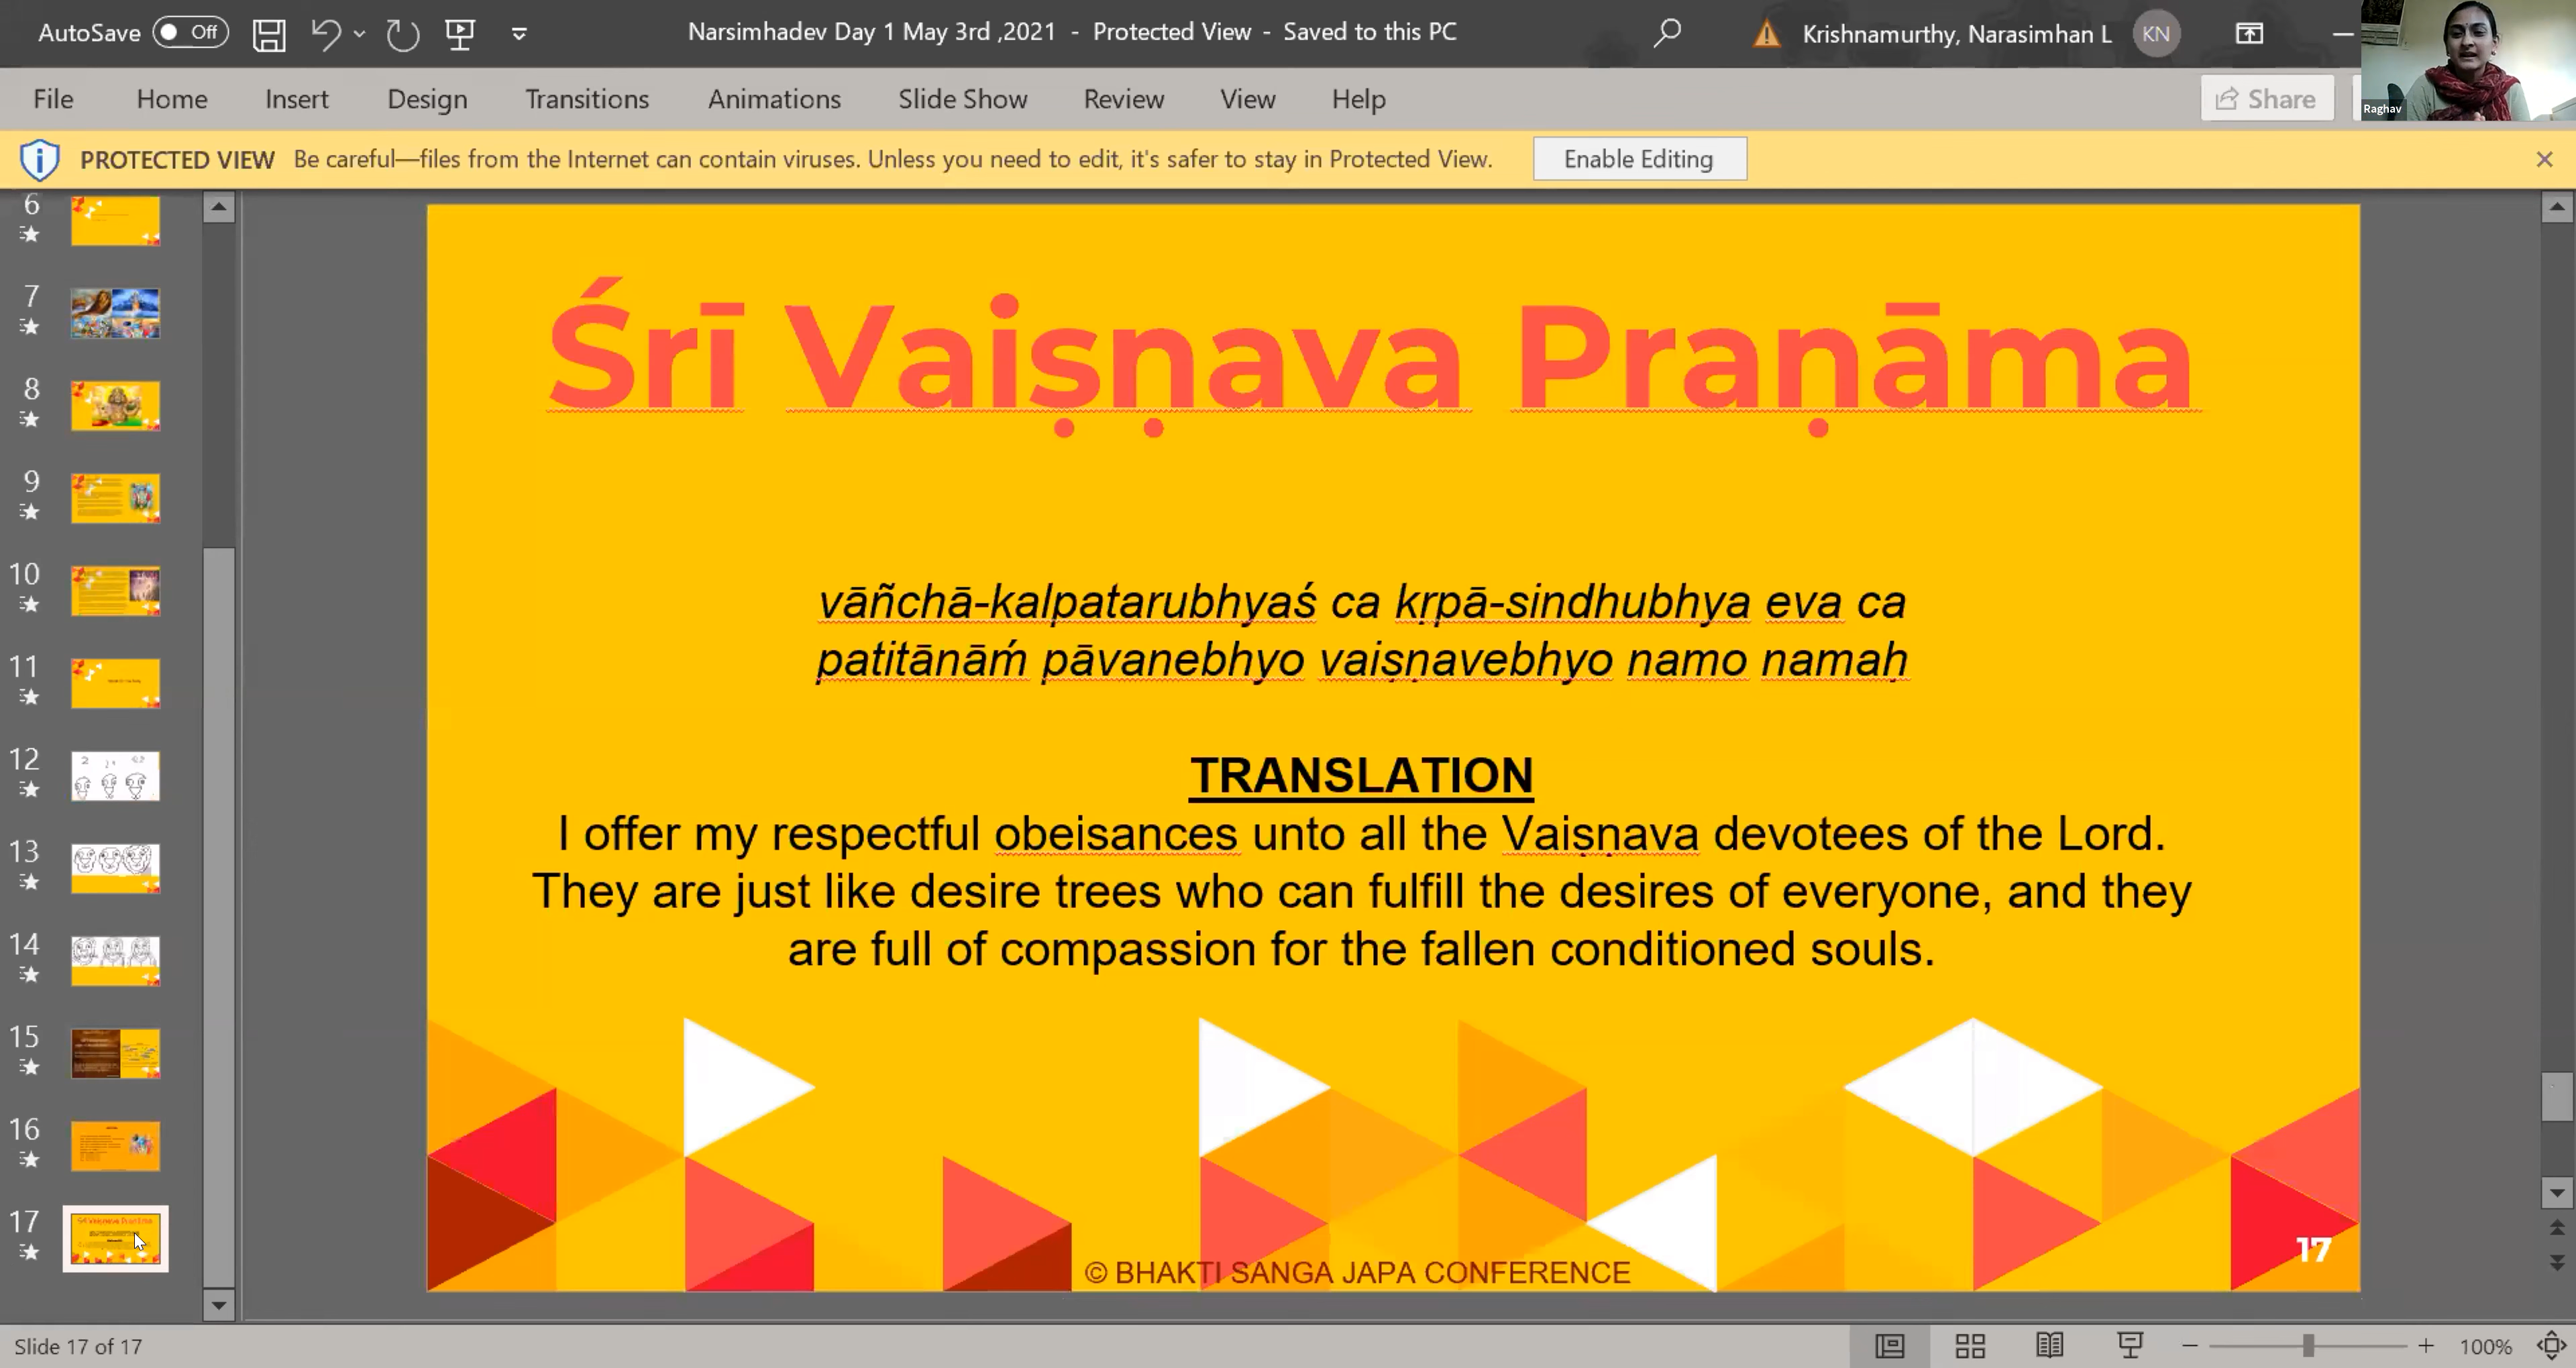 AutoSave Off Narsimhadev Day 1 May 3rd ,2021 - Protected View - Saved to this PC Krishnamurthy, Narasimhan L KN
File Home Insert Design Transitions Animations Slide Show Review View Help Share
Raghav
PROTECTED VIEW Be careful—files from the Internet can contain viruses. Unless you need to edit, it's safer to stay in Protected View. Enable Editing
6
7
8
9
10
11
12
13
14
15
16
17
Śrī Vaiṣṇava Praṇāma
vāñchā-kalpatarubhyaś ca kṛpā-sindhubhya eva ca
patitānāḿ pāvanebhyo vaiṣṇavebhyo namo namaḥ
TRANSLATION
I offer my respectful obeisances unto all the Vaiṣṇava devotees of the Lord.
They are just like desire trees who can fulfill the desires of everyone, and they
are full of compassion for the fallen conditioned souls.
17
© BHAKTI SANGA JAPA CONFERENCE
Slide 17 of 17 100%